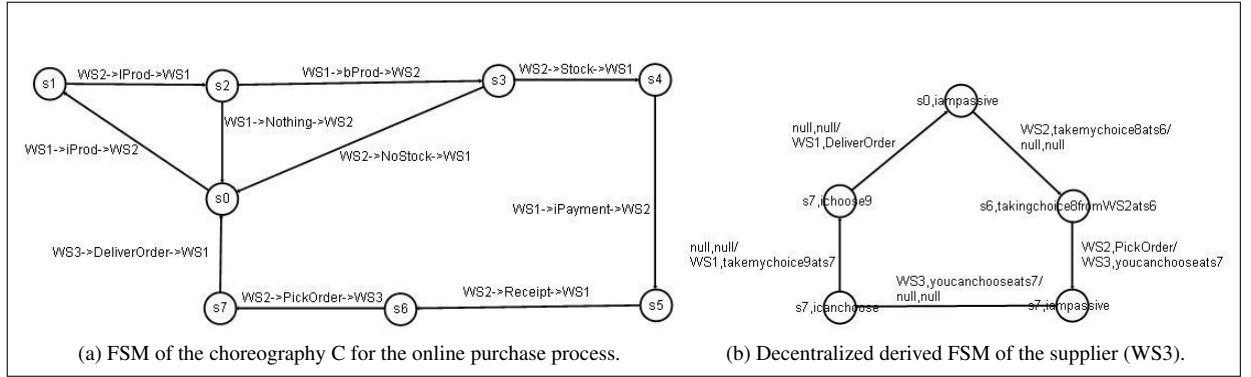 s1
WS2->IProd->WS1
s2
WS1->bProd->WS2
s3
WS2->Stock->WS1
s4
WS1->Nothing->WS2
WS1->iProd->WS2
WS2->NoStock->WS1
s0
WS1->iPayment->WS2
WS3->DeliverOrder->WS1
s7
WS2->PickOrder->WS3
s6
WS2->Receipt->WS1
s5
(a) FSM of the choreography C for the online purchase process.
s0,iampassive
null,null/
WS1,DeliverOrder
WS2,takemychoice8ats6/
null,null
s7,ichoose9
s6,takingchoice8fromWS2ats6
null,null/
WS1,takemychoice9ats7
WS2,PickOrder/
WS3,youcanchooseats7
WS3,youcanchooseats7/
null,null
s7,icanchoose
s7,iampassive
(b) Decentralized derived FSM of the supplier (WS3).